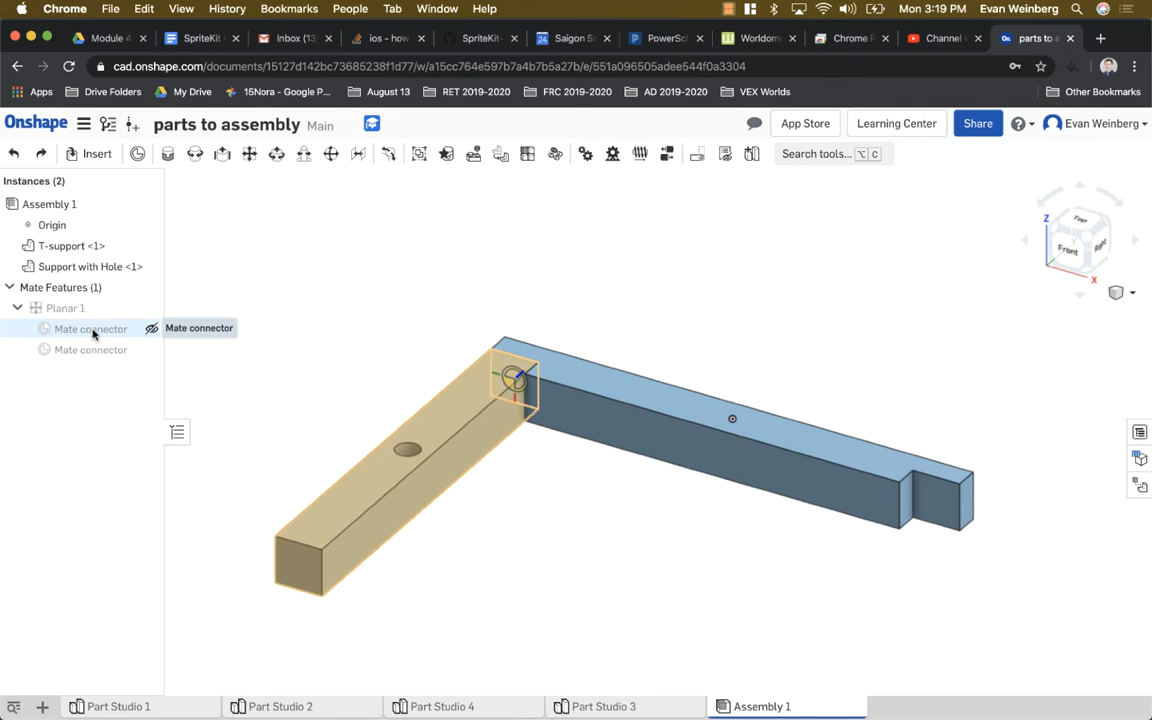 Chrome File Edit View History Bookmarks People Tab Window Help Mon 3:19 PM Evan Weinberg
Module 4 SpriteKit Inbox (13 ios - how SpriteKit- Saigon S PowerSc Worldom Chrome R Channel parts to a
cad.onshape.com/documents/15127d142bc73685238f1d77/w/a15cc764e597b7a4b7b5a27b/e/551a096505adee544f0a3304
Apps Drive Folders My Drive 15Nora - Google P... August 13 RET 2019-2020 FRC 2019-2020 AD 2019-2020 VEX Worlds Other Bookmarks
Onshape parts to assembly Main App Store Learning Center Share Evan Weinberg
Insert Search tools... ⌥ C
Instances (2)
Assembly 1
Origin
T-support <1>
Support with Hole <1>
Mate Features (1)
Planar 1
Mate connector Mate connector
Mate connector
Z Top Front Right X
Part Studio 1 Part Studio 2 Part Studio 4 Part Studio 3 Assembly 1